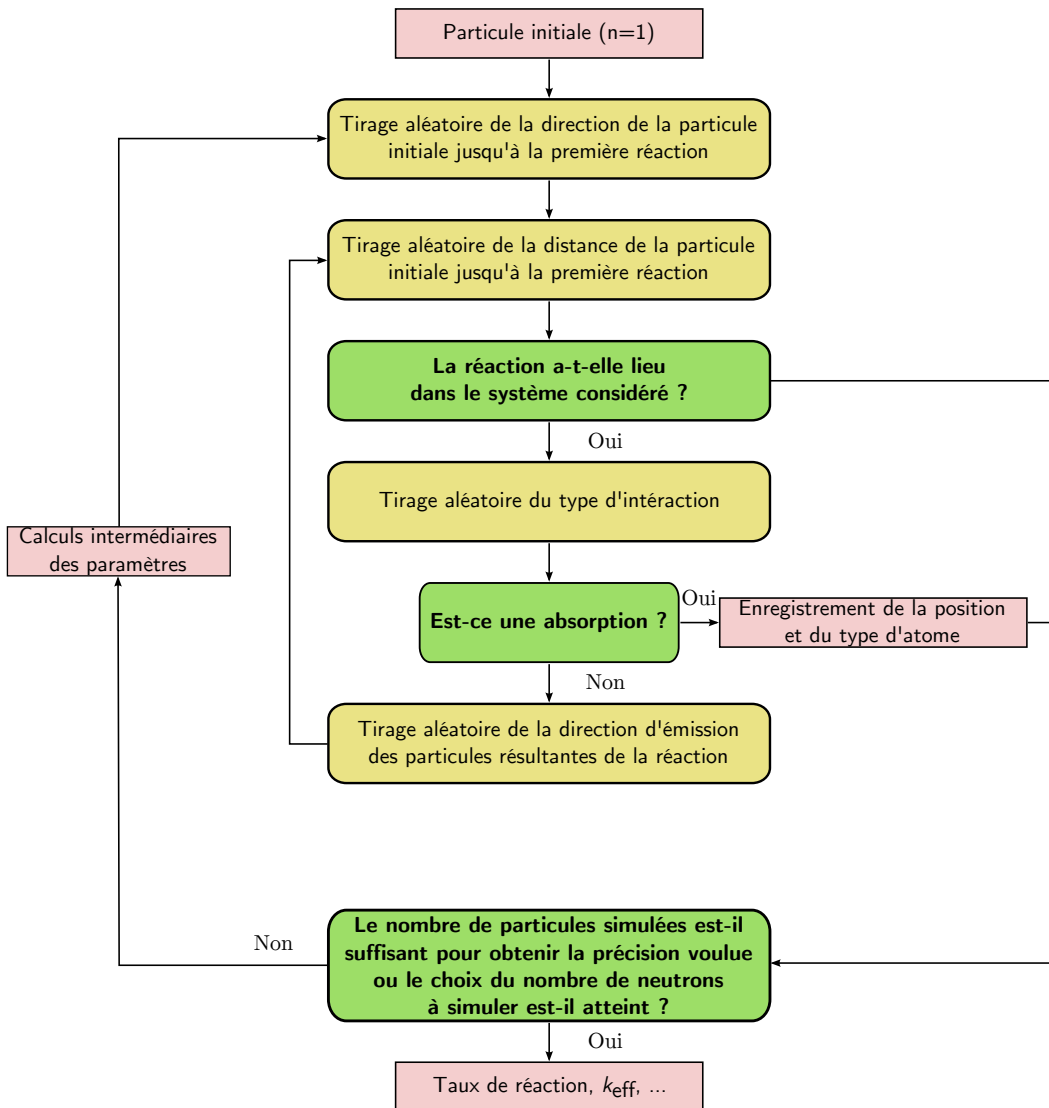 Particule initiale (n=1)
Tirage aléatoire de la direction de la particule
initiale jusqu'à la première réaction
Tirage aléatoire de la distance de la particule
initiale jusqu'à la première réaction
La réaction a-t-elle lieu
dans le système considéré ?
Oui
Tirage aléatoire du type d'intéraction
Calculs intermédiaires
des paramètres
Est-ce une absorption ?
Oui
Enregistrement de la position
et du type d'atome
Non
Tirage aléatoire de la direction d'émission
des particules résultantes de la réaction
Le nombre de particules simulées est-il
suffisant pour obtenir la précision voulue
ou le choix du nombre de neutrons
à simuler est-il atteint ?
Non
Oui
Taux de réaction, keff, ...